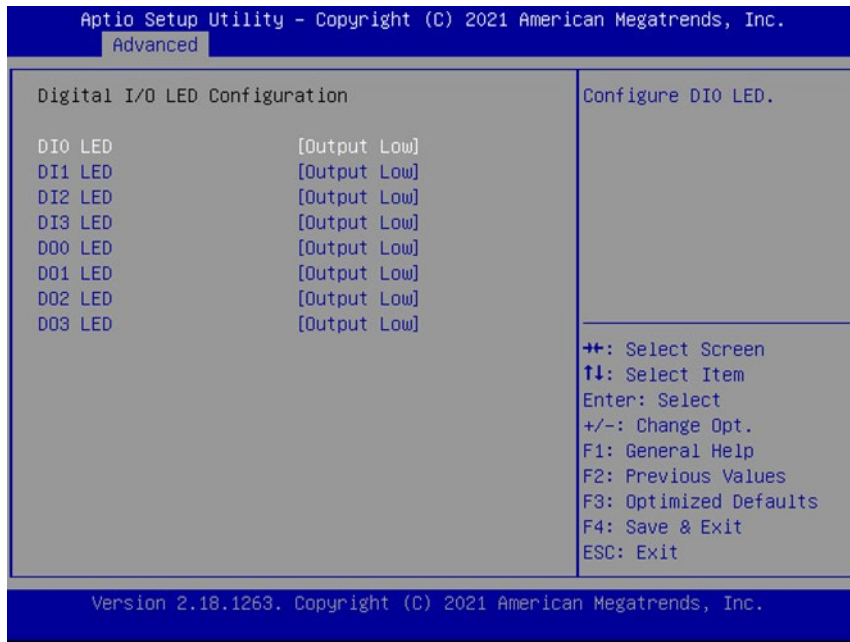 Aptio Setup Utility – Copyright (C) 2021 American Megatrends, Inc.
Advanced
Digital I/O LED Configuration
DI0 LED [Output Low]
DI1 LED [Output Low]
DI2 LED [Output Low]
DI3 LED [Output Low]
DO0 LED [Output Low]
DO1 LED [Output Low]
DO2 LED [Output Low]
DO3 LED [Output Low]
Configure DIO LED.
→←: Select Screen
↑↓: Select Item
Enter: Select
+/-: Change Opt.
F1: General Help
F2: Previous Values
F3: Optimized Defaults
F4: Save & Exit
ESC: Exit
Version 2.18.1263. Copyright (C) 2021 American Megatrends, Inc.